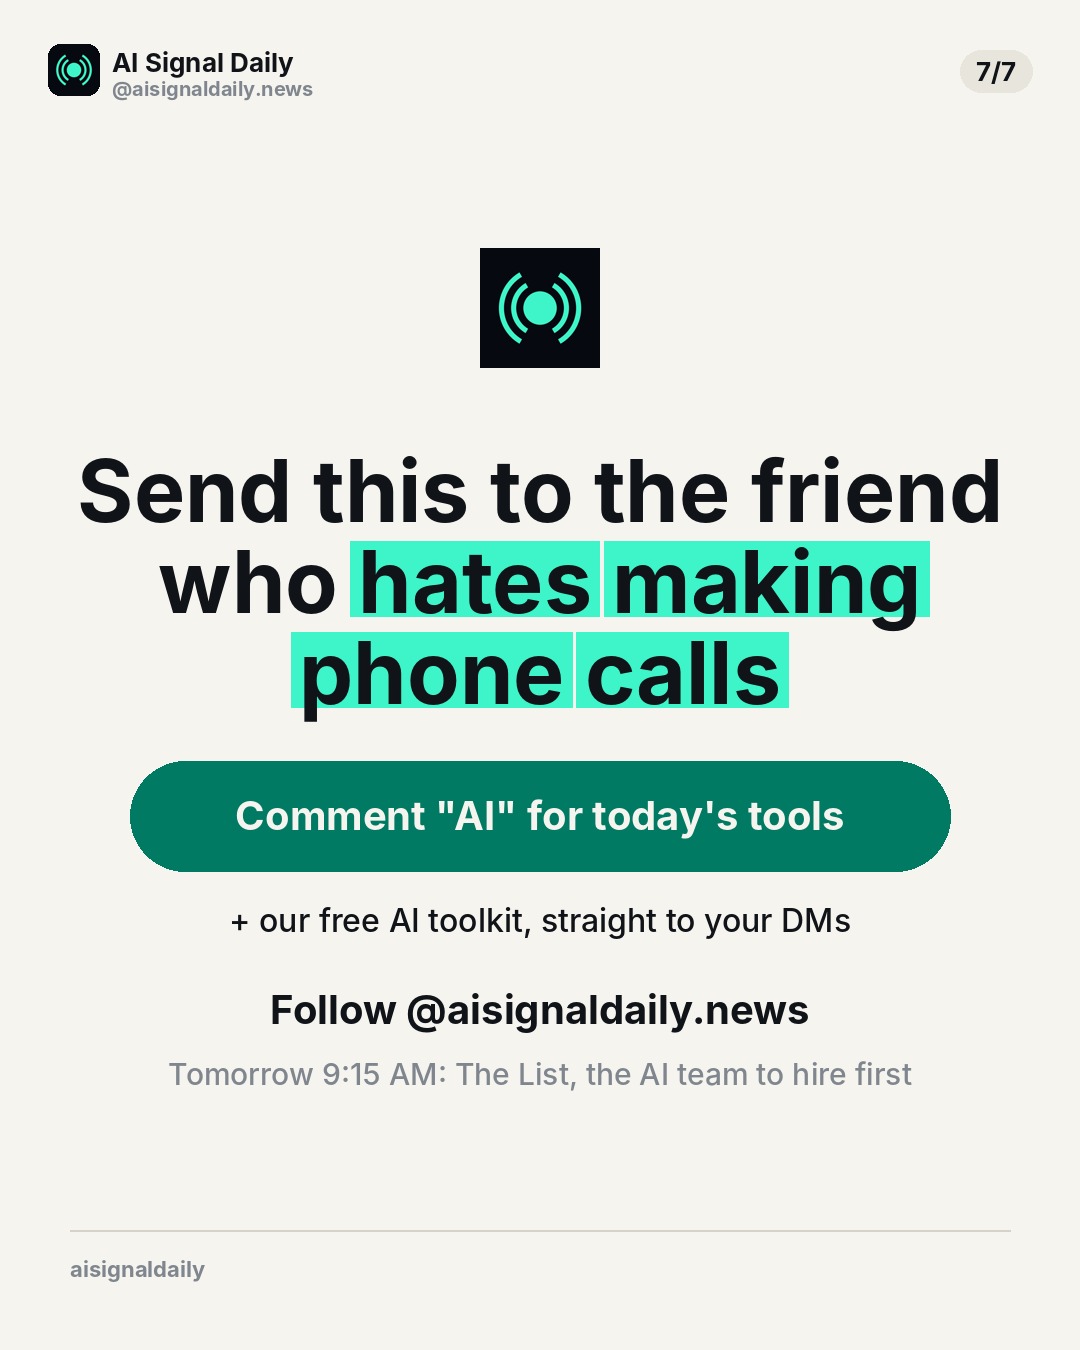 AI Signal Daily
@aisignaldaily.news
7/7
Send this to the friend
who hates making
phone calls
Comment "AI" for today's tools
+ our free AI toolkit, straight to your DMs
Follow @aisignaldaily.news
Tomorrow 9:15 AM: The List, the AI team to hire first
aisignaldaily